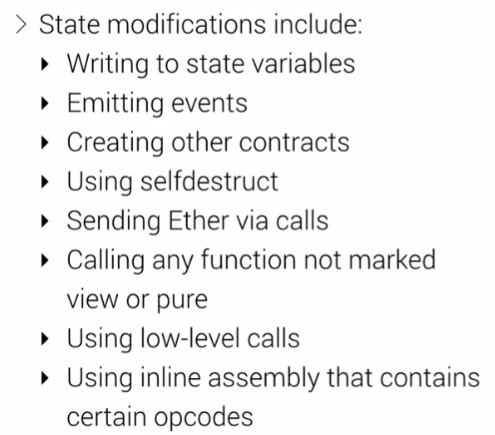 > State modifications include:
‣ Writing to state variables
‣ Emitting events
‣ Creating other contracts
‣ Using selfdestruct
‣ Sending Ether via calls
‣ Calling any function not marked
view or pure
‣ Using low-level calls
‣ Using inline assembly that contains
certain opcodes